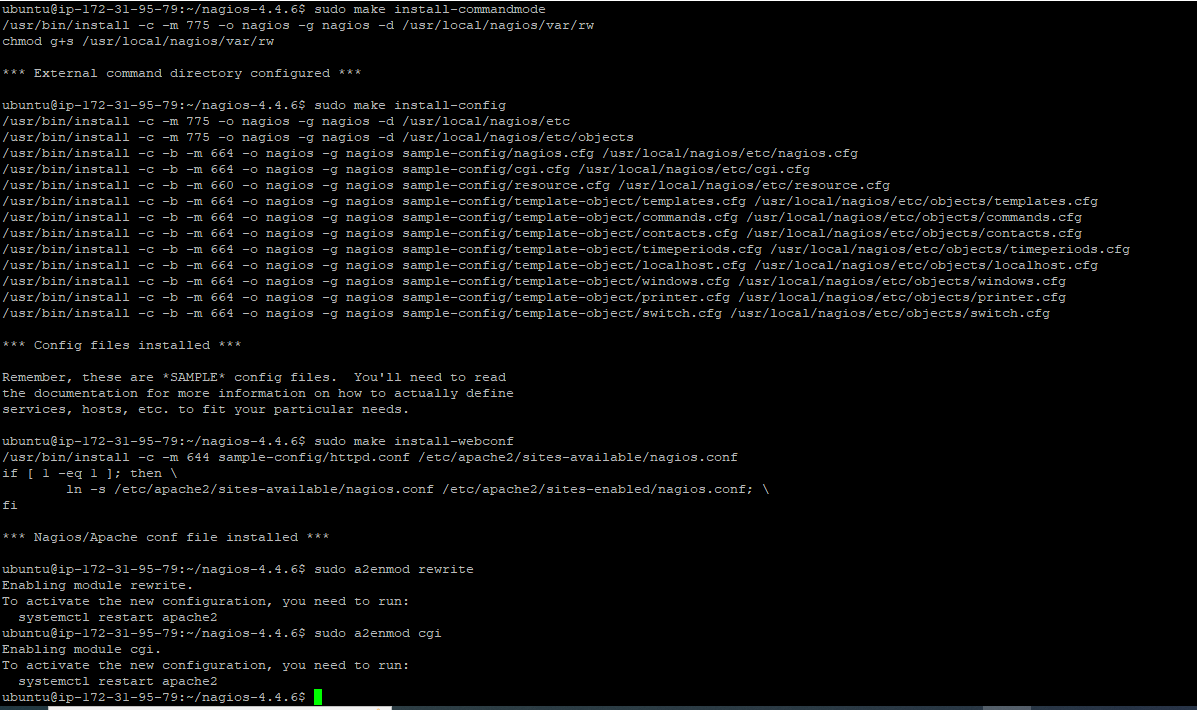 ubuntu@ip-172-31-95-79:~/nagios-4.4.6$ sudo make install-commandmode
/usr/bin/install -c -m 775 -o nagios -g nagios -d /usr/local/nagios/var/rw
chmod g+s /usr/local/nagios/var/rw

*** External command directory configured ***

ubuntu@ip-172-31-95-79:~/nagios-4.4.6$ sudo make install-config
/usr/bin/install -c -m 775 -o nagios -g nagios -d /usr/local/nagios/etc
/usr/bin/install -c -m 775 -o nagios -g nagios -d /usr/local/nagios/etc/objects
/usr/bin/install -c -b -m 664 -o nagios -g nagios sample-config/nagios.cfg /usr/local/nagios/etc/nagios.cfg
/usr/bin/install -c -b -m 664 -o nagios -g nagios sample-config/cgi.cfg /usr/local/nagios/etc/cgi.cfg
/usr/bin/install -c -b -m 660 -o nagios -g nagios sample-config/resource.cfg /usr/local/nagios/etc/resource.cfg
/usr/bin/install -c -b -m 664 -o nagios -g nagios sample-config/template-object/templates.cfg /usr/local/nagios/etc/objects/templates.cfg
/usr/bin/install -c -b -m 664 -o nagios -g nagios sample-config/template-object/commands.cfg /usr/local/nagios/etc/objects/commands.cfg
/usr/bin/install -c -b -m 664 -o nagios -g nagios sample-config/template-object/contacts.cfg /usr/local/nagios/etc/objects/contacts.cfg
/usr/bin/install -c -b -m 664 -o nagios -g nagios sample-config/template-object/timeperiods.cfg /usr/local/nagios/etc/objects/timeperiods.cfg
/usr/bin/install -c -b -m 664 -o nagios -g nagios sample-config/template-object/localhost.cfg /usr/local/nagios/etc/objects/localhost.cfg
/usr/bin/install -c -b -m 664 -o nagios -g nagios sample-config/template-object/windows.cfg /usr/local/nagios/etc/objects/windows.cfg
/usr/bin/install -c -b -m 664 -o nagios -g nagios sample-config/template-object/printer.cfg /usr/local/nagios/etc/objects/printer.cfg
/usr/bin/install -c -b -m 664 -o nagios -g nagios sample-config/template-object/switch.cfg /usr/local/nagios/etc/objects/switch.cfg

*** Config files installed ***

Remember, these are *SAMPLE* config files.  You'll need to read
the documentation for more information on how to actually define
services, hosts, etc. to fit your particular needs.

ubuntu@ip-172-31-95-79:~/nagios-4.4.6$ sudo make install-webconf
/usr/bin/install -c -m 644 sample-config/httpd.conf /etc/apache2/sites-available/nagios.conf
if [ 1 -eq 1 ]; then \
        ln -s /etc/apache2/sites-available/nagios.conf /etc/apache2/sites-enabled/nagios.conf; \
fi

*** Nagios/Apache conf file installed ***

ubuntu@ip-172-31-95-79:~/nagios-4.4.6$ sudo a2enmod rewrite
Enabling module rewrite.
To activate the new configuration, you need to run:
  systemctl restart apache2
ubuntu@ip-172-31-95-79:~/nagios-4.4.6$ sudo a2enmod cgi
Enabling module cgi.
To activate the new configuration, you need to run:
  systemctl restart apache2
ubuntu@ip-172-31-95-79:~/nagios-4.4.6$